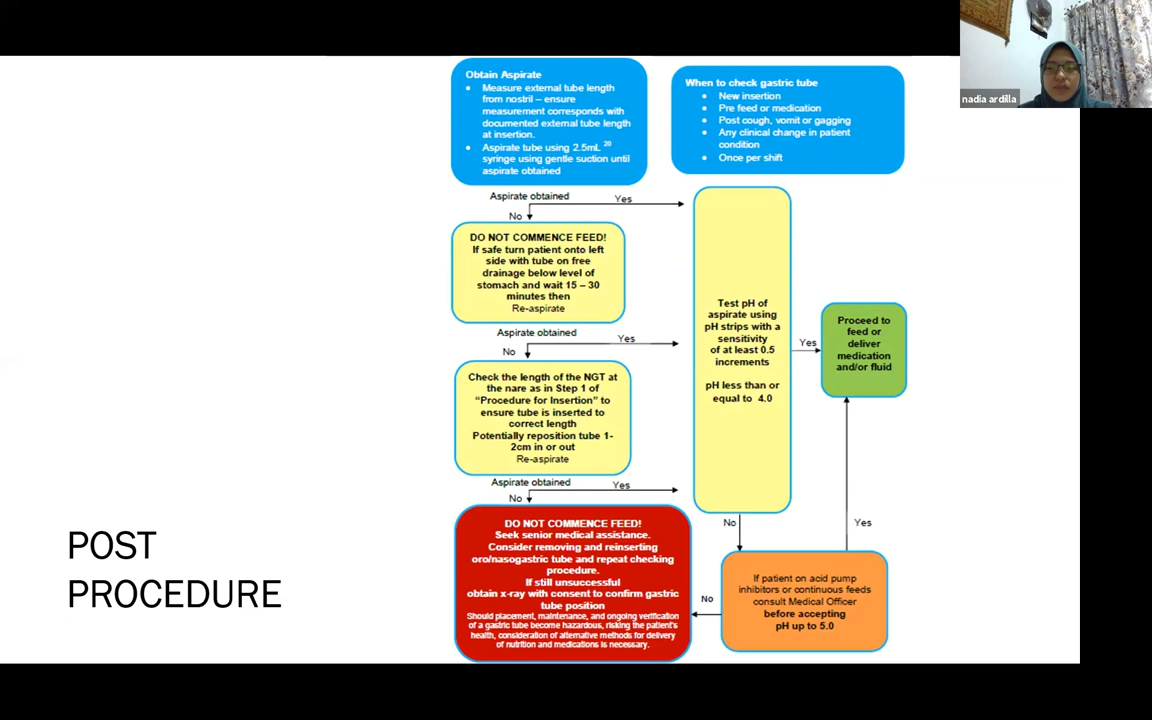 Obtain Aspirate
• Measure external tube length
from nostril – ensure
measurement corresponds with
documented external tube length
at insertion.
• Aspirate tube using 2.5mL 20
syringe using gentle suction until
aspirate obtained
When to check gastric tube
• New insertion
• Pre feed or medication
• Post cough, vomit or gagging
• Any clinical change in patient
condition
• Once per shift
nadia ardilla
Aspirate obtained
Yes
No
DO NOT COMMENCE FEED!
If safe turn patient onto left
side with tube on free
drainage below level of
stomach and wait 15 – 30
minutes then
Re-aspirate
Aspirate obtained
Yes
No
Check the length of the NGT at
the nare as in Step 1 of
“Procedure for Insertion” to
ensure tube is inserted to
correct length
Potentially reposition tube 1-
2cm in or out
Re-aspirate
Aspirate obtained
Yes
No
DO NOT COMMENCE FEED!
Seek senior medical assistance.
Consider removing and reinserting
oro/nasogastric tube and repeat checking
procedure.
If still unsuccessful
obtain x-ray with consent to confirm gastric
tube position
Should placement, maintenance, and ongoing verification
of a gastric tube become hazardous, risking the patient's
health, consideration of alternative methods for delivery
of nutrition and medications is necessary.
Test pH of
aspirate using
pH strips with a
sensitivity
of at least 0.5
increments
pH less than or
equal to 4.0
Yes
Proceed to
feed or
deliver
medication
and/or fluid
No
Yes
If patient on acid pump
inhibitors or continuous feeds
consult Medical Officer
before accepting
pH up to 5.0
No
POST
PROCEDURE